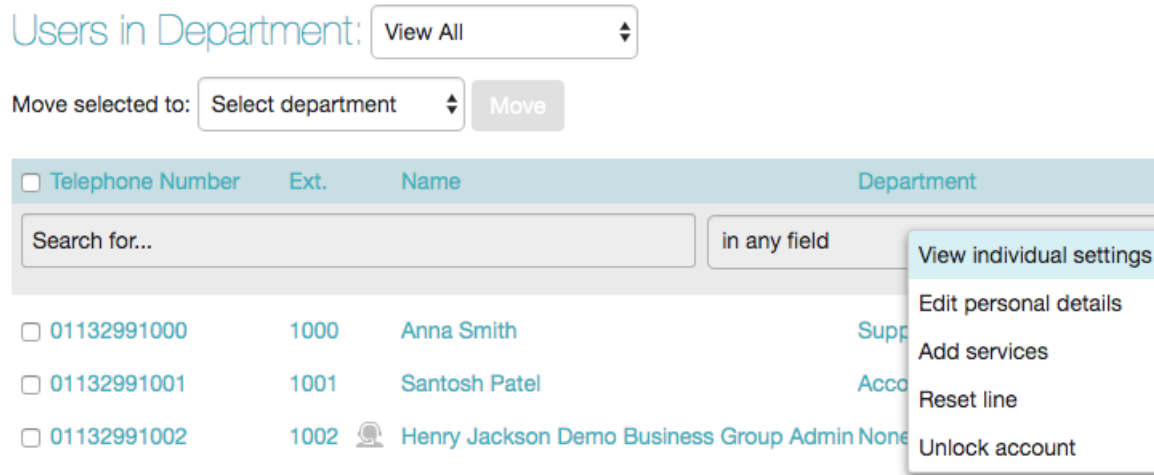 Users in Department: View All
Move selected to: Select department Move
Telephone Number Ext. Name Department
Search for... in any field
View individual settings
Edit personal details
01132991000 1000 Anna Smith Supp
Add services
01132991001 1001 Santosh Patel Acco
Reset line
01132991002 1002 Henry Jackson Demo Business Group Admin None
Unlock account